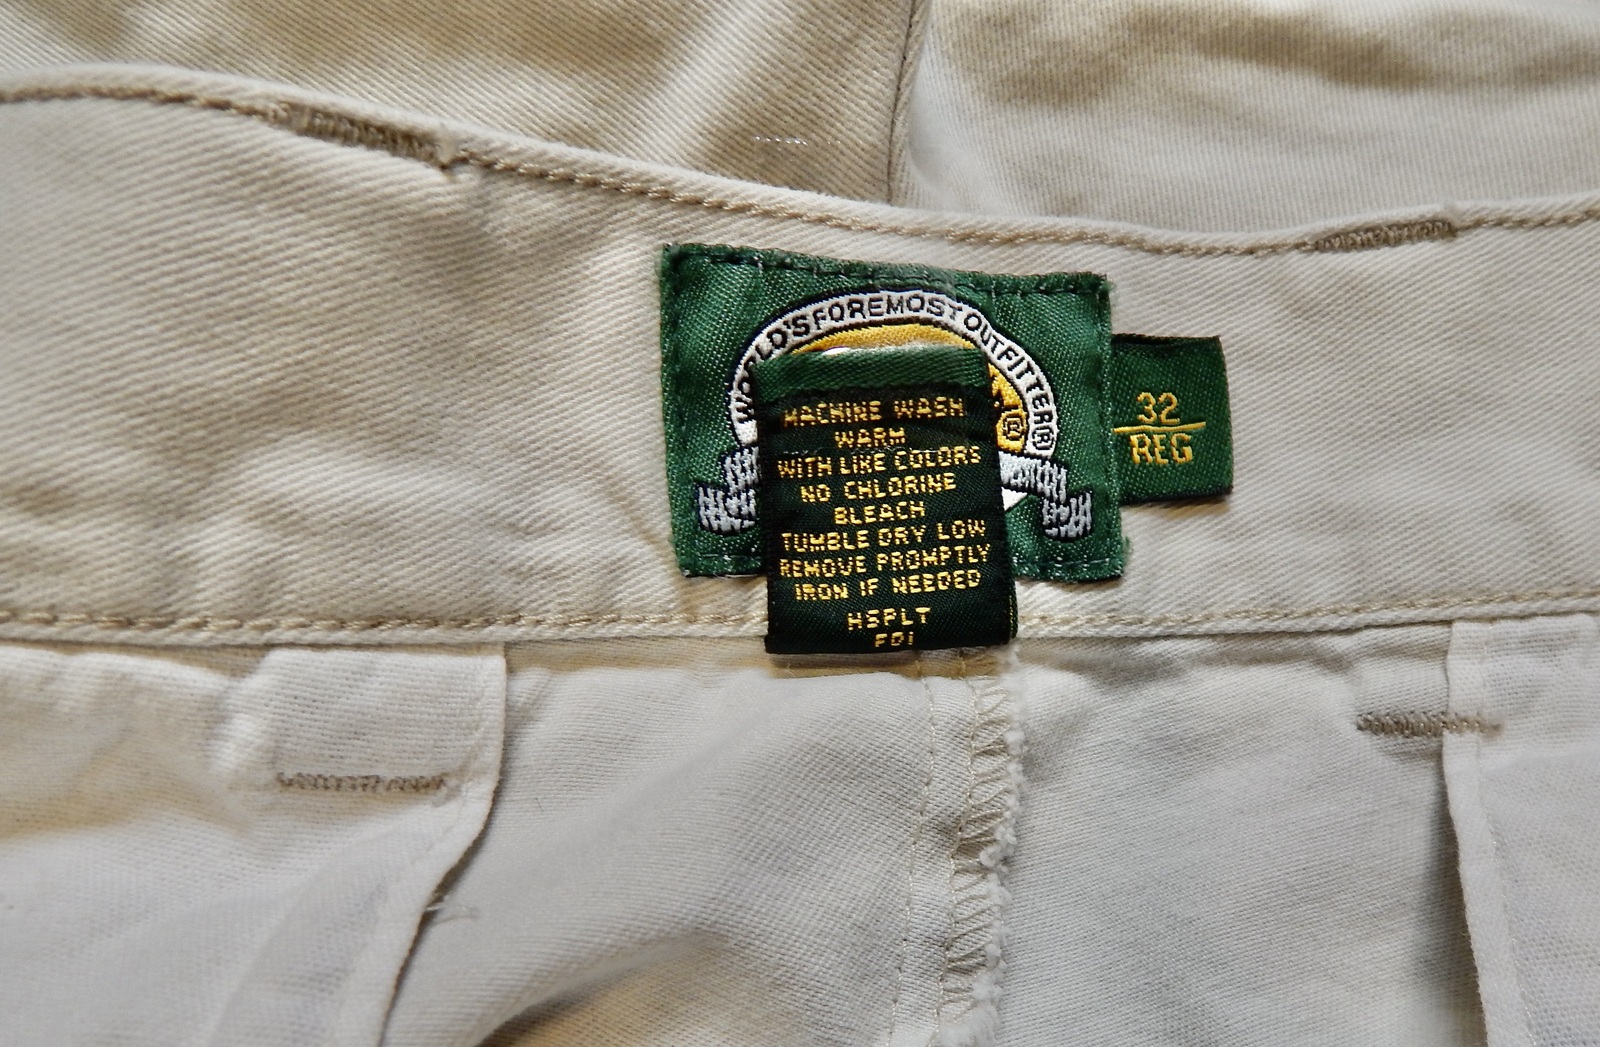 WORLD'S FOREMOST OUTFITTER®
®
32
REG
MACHINE WASH
WARM
WITH LIKE COLORS
NO CHLORINE
BLEACH
TUMBLE DRY LOW
REMOVE PROMPTLY
IRON IF NEEDED
HSPLT